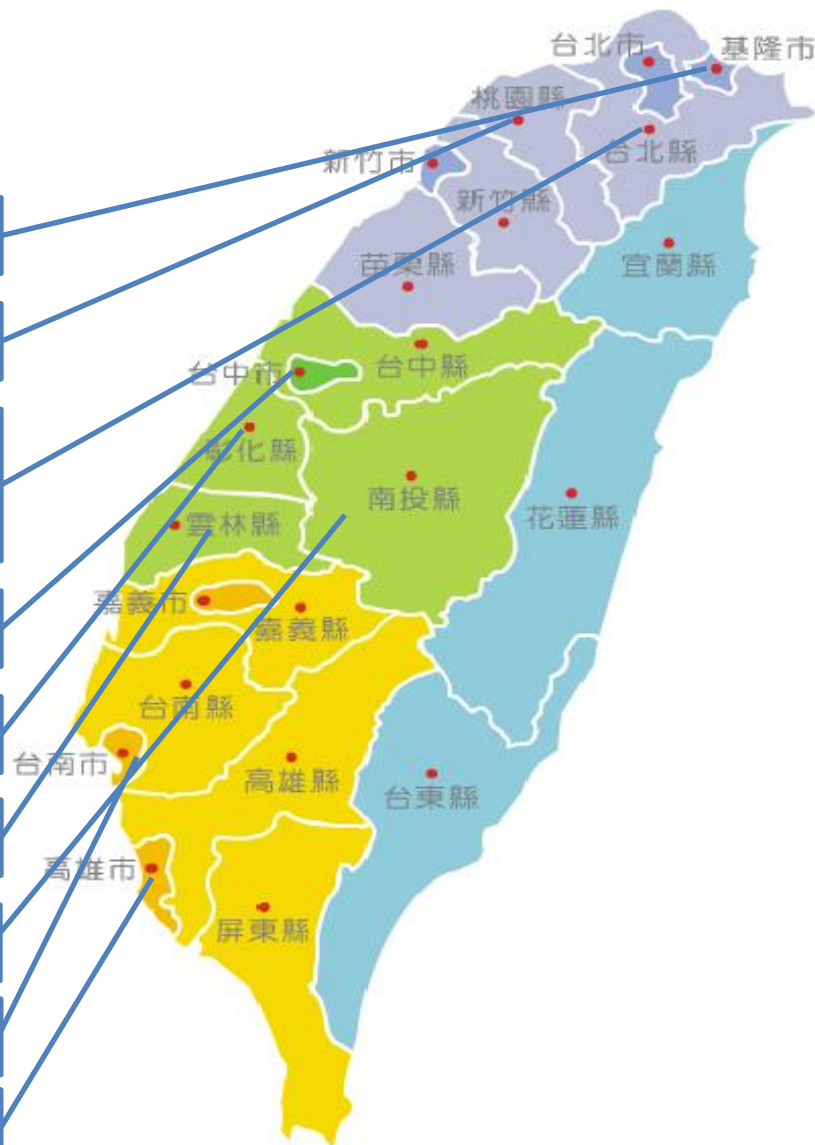 台北市
基隆市
桃園縣
台北縣
新竹市
新竹縣
苗栗縣
宜蘭縣
台中市
台中縣
彰化縣
南投縣
花蓮縣
雲林縣
嘉義市
嘉義縣
台南縣
台南市
高雄縣
台東縣
高雄市
屏東縣